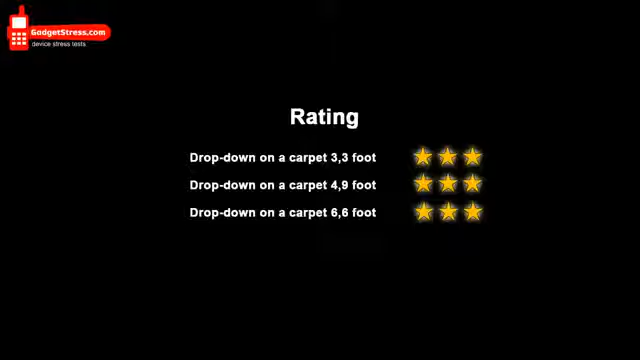 GadgetStress.com
device stress tests
Rating
Drop-down on a carpet 3,3 foot
Drop-down on a carpet 4,9 foot
Drop-down on a carpet 6,6 foot